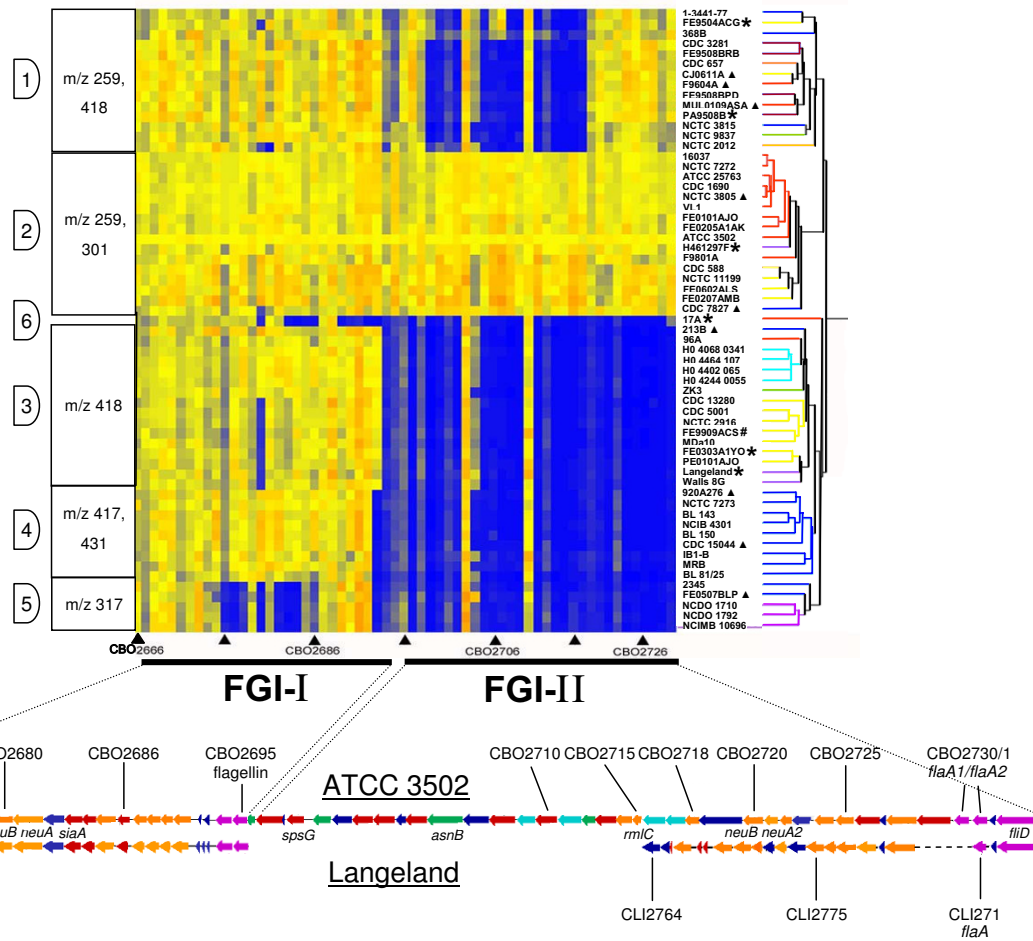 1
m/z 259,
418
2
m/z 259,
301
6
3
m/z 418
4
m/z 417,
431
5
m/z 317
1-3441-77
FE9504ACG*
368B
CDC 3281
FE9508BRB
CDC 657
CJ0611A ▲
F9604A ▲
FE9508BPD
MUL0109ASA ▲
PA9508B*
NCTC 3815
NCTC 9837
NCTC 2012
16037
NCTC 7272
ATCC 25763
CDC 1690
NCTC 3805 ▲
VL1
FE0101AJO
FE0205A1AK
ATCC 3502
H461297F*
F9801A
CDC 588
NCTC 11199
FE0602ALS
FE0207AMB
CDC 7827 ▲
17A*
213B ▲
96A
H0 4068 0341
H0 4464 107
H0 4402 065
H0 4244 0055
ZK3
CDC 13280
CDC 5001
NCTC 2916
FE9909ACS#
MDa10
FE0303A1YO*
PE0101AJO
Langeland*
Walls 8G
920A276 ▲
NCTC 7273
BL 143
NCIB 4301
BL 150
CDC 15044 ▲
IB1-B
MRB
BL 81/25
2345
FE0507BLP ▲
NCDO 1710
NCDO 1792
NCIMB 10696
CBO2666 CBO2686 CBO2706 CBO2726
FGI-I FGI-II
O2680 CBO2686 CBO2695 CBO2710 CBO2715 CBO2718 CBO2720 CBO2725 CBO2730/1
flagellin flaA1/flaA2
ATCC 3502
uB neuA siaA spsG asnB rmlC neuB neuA2 fliD
Langeland
CLI2764 CLI2775 CLI271
flaA